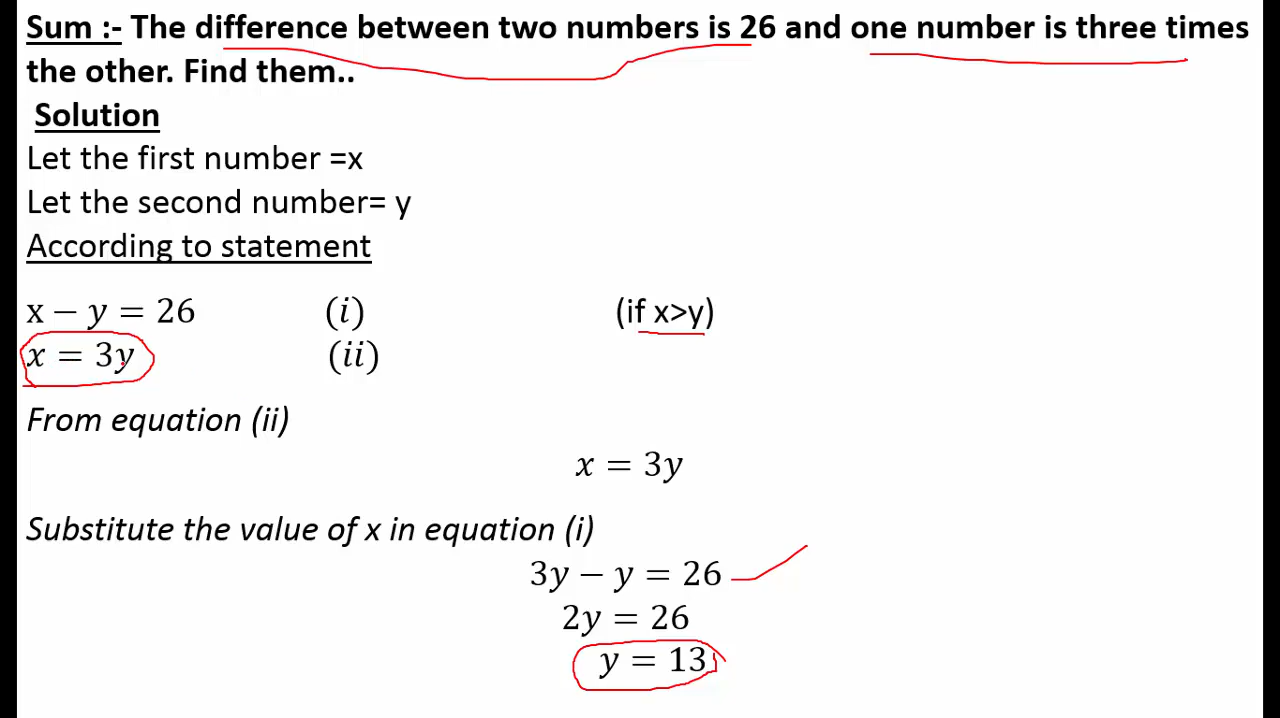 Sum :- The difference between two numbers is 26 and one number is three times
the other. Find them..
Solution
Let the first number =x
Let the second number= y
According to statement
x − y = 26 (i) (if x>y)
x = 3y (ii)
From equation (ii)
x = 3y
Substitute the value of x in equation (i)
3y − y = 26
2y = 26
y = 13